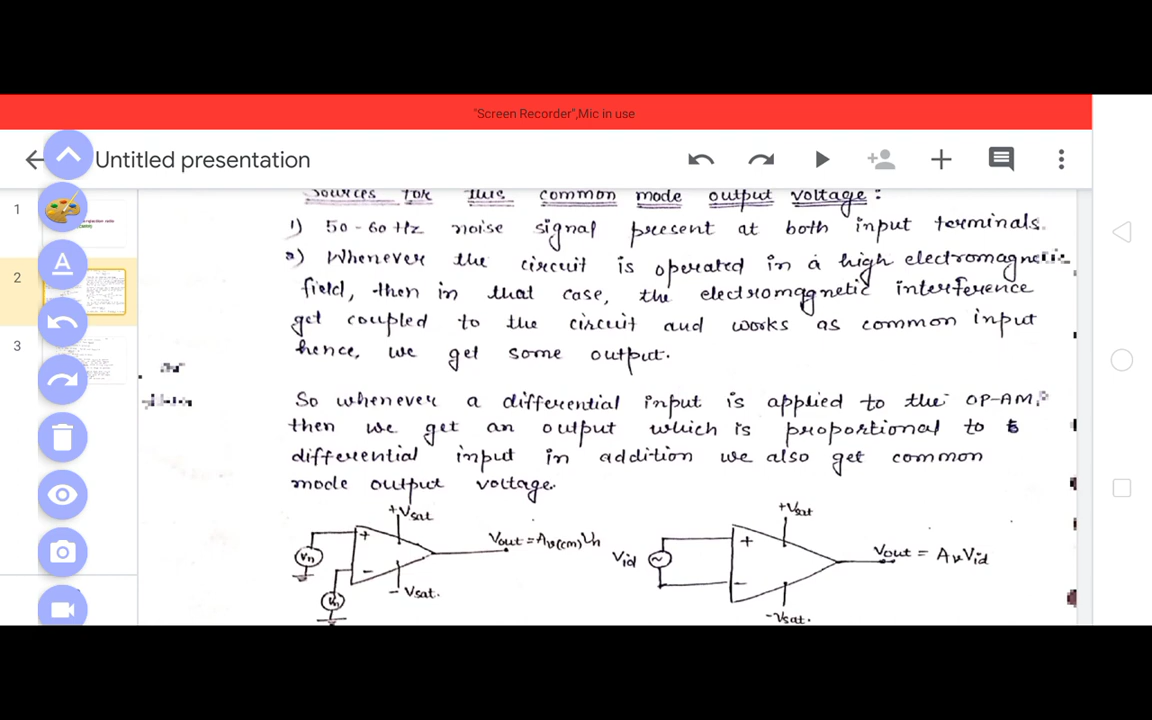 "Screen Recorder",Mic in use
Untitled presentation
1
2
3
A
Sources for this common mode output voltage:
1) 50-60 Hz noise signal present at both input terminals.
2) Whenever the circuit is operated in a high
field, then in that case, the electromagnetic interference
get coupled to the circuit and works as common input
hence, we get some output.
So whenever a differential input is applied to the OP-AM
then we get an output which is proportional to
differential input in addition we also get common
mode output voltage.
+Vsat
+
-
-Vsat.
Vn
Vn
Vout = Av(cm)Vn
+Vsat
Vid
+
-
-Vsat.
Vout = AvVid